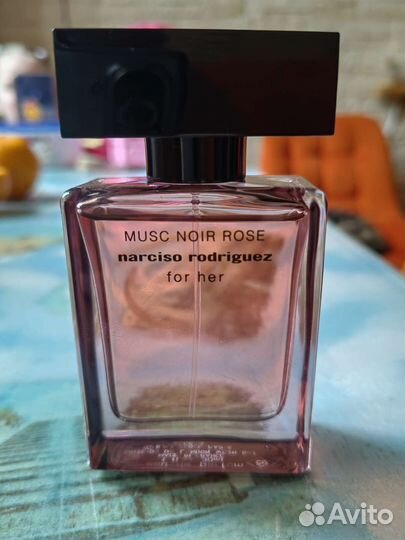 MUSC NOIR ROSE
narciso rodriguez
for her
Avito